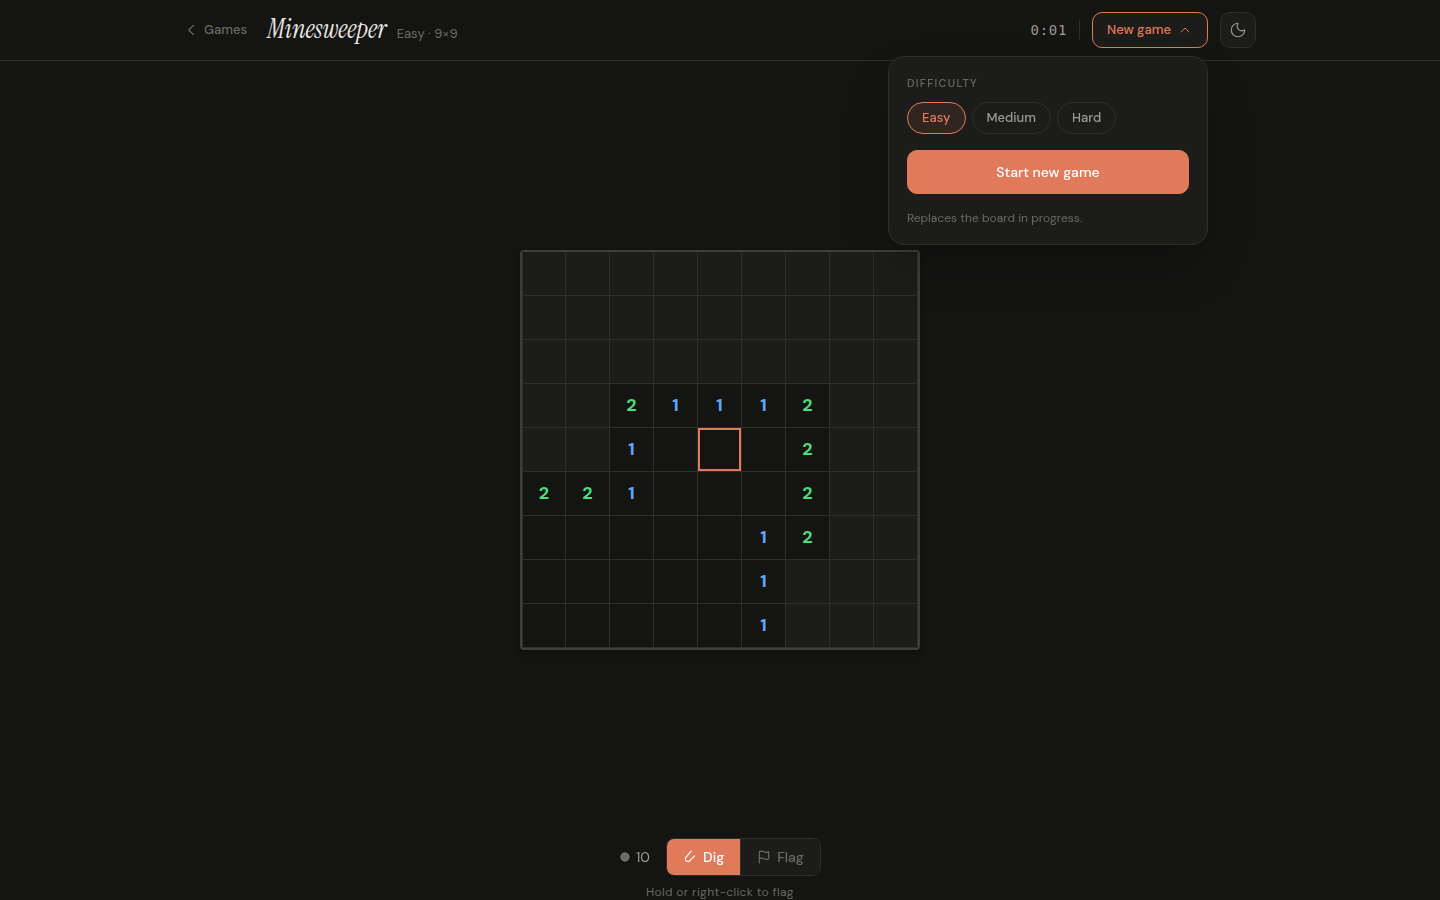 Games Minesweeper Easy · 9×9 0:01 New game
DIFFICULTY
Easy Medium Hard
Start new game
Replaces the board in progress.
2 1 1 1 2
1 2
2 2 1 2
1 2
1
1
10 Dig Flag
Hold or right-click to flag